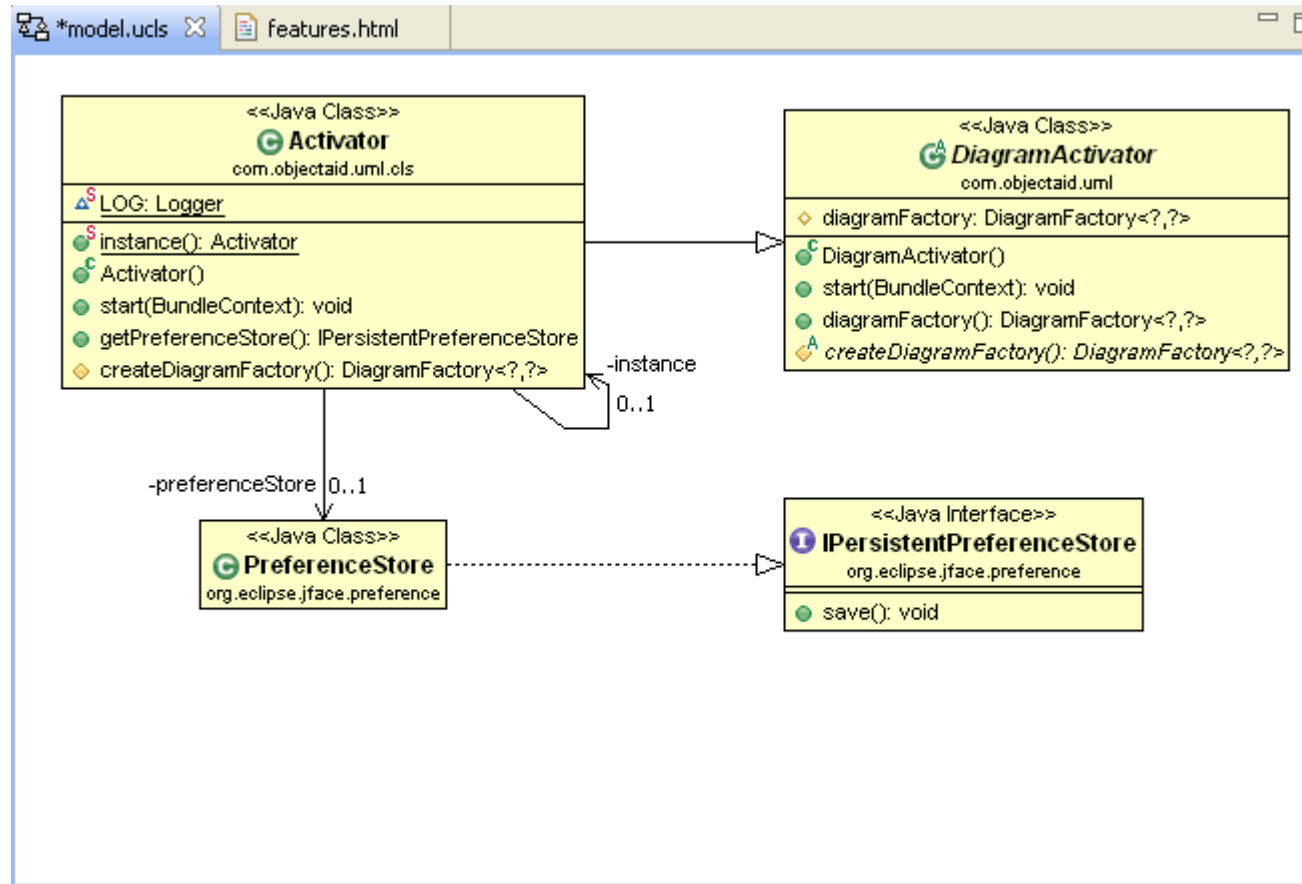 *model.ucls
features.html
<<Java Class>>
Activator
com.objectaid.uml.cls
LOG: Logger
instance(): Activator
Activator()
start(BundleContext): void
getPreferenceStore(): IPersistentPreferenceStore
createDiagramFactory(): DiagramFactory<?,?>
<<Java Class>>
DiagramActivator
com.objectaid.uml
diagramFactory: DiagramFactory<?,?>
DiagramActivator()
start(BundleContext): void
diagramFactory(): DiagramFactory<?,?>
createDiagramFactory(): DiagramFactory<?,?>
-instance
0..1
-preferenceStore 0..1
<<Java Class>>
PreferenceStore
org.eclipse.jface.preference
<<Java Interface>>
IPersistentPreferenceStore
org.eclipse.jface.preference
save(): void